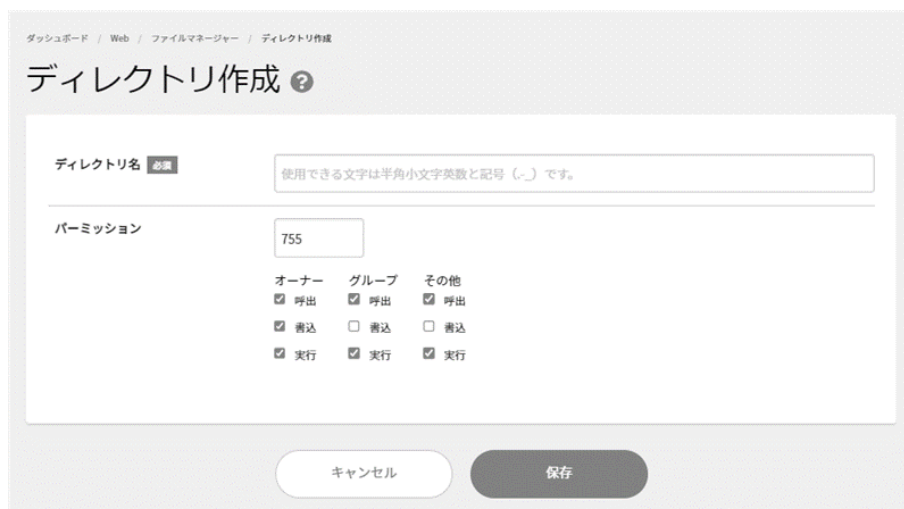 ダッシュボード / Web / ファイルマネージャー / ディレクトリ作成
ディレクトリ作成 ?
ディレクトリ名 必須
使用できる文字は半角小文字英数と記号（.-_）です。
パーミッション
755
オーナー グループ その他
呼出 呼出 呼出
書込 書込 書込
実行 実行 実行
キャンセル 保存